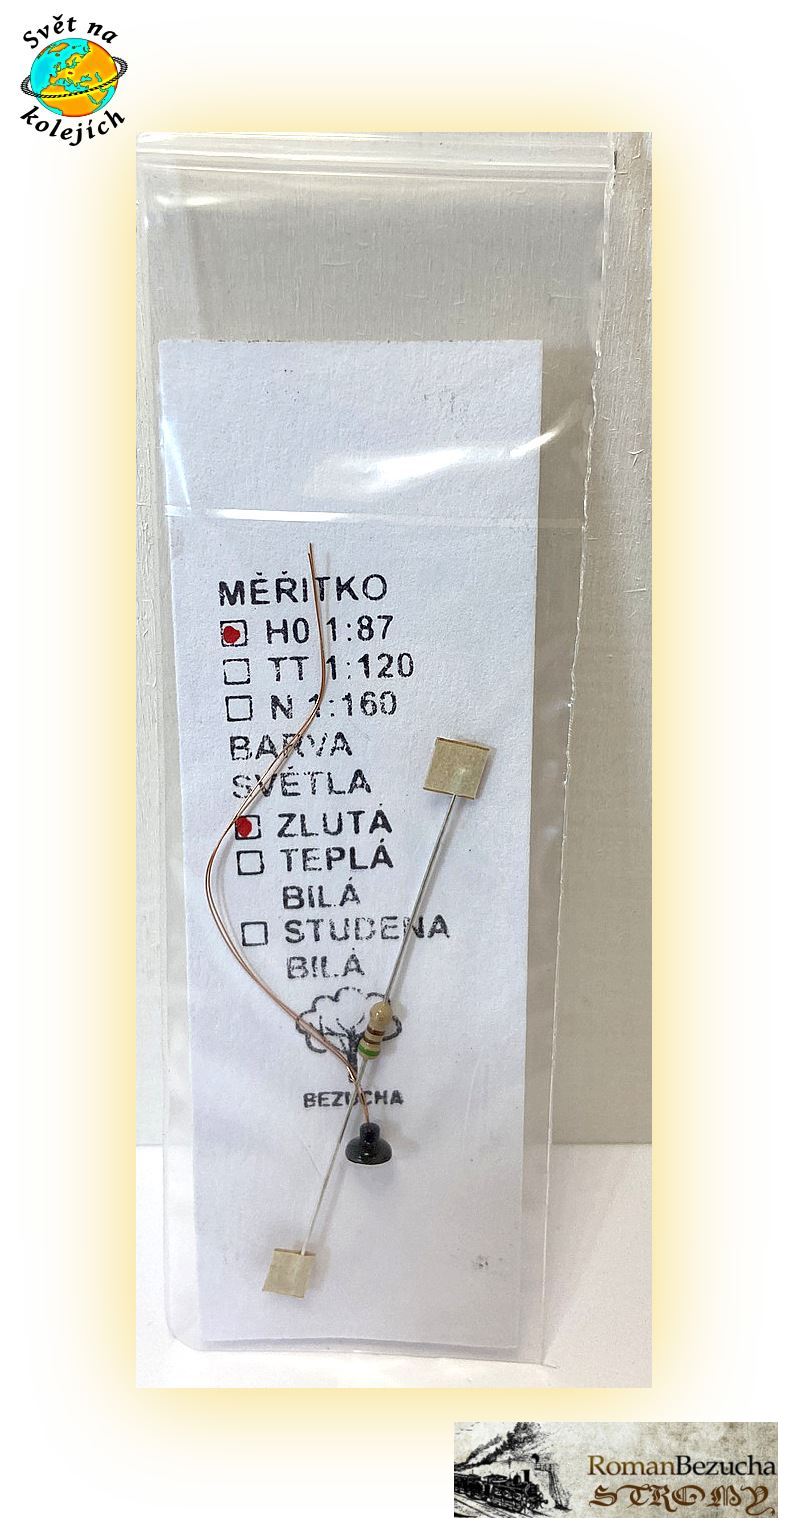 Svět na
kolejích
MĚŘITKO
H0 1:87
TT 1:120
N 1:160
BARVA
SVĚTLA
ZLUTÁ
TEPLÁ
BILÁ
STUDENA
BILÁ
BEZUCHA
RomanBezucha
STROMY